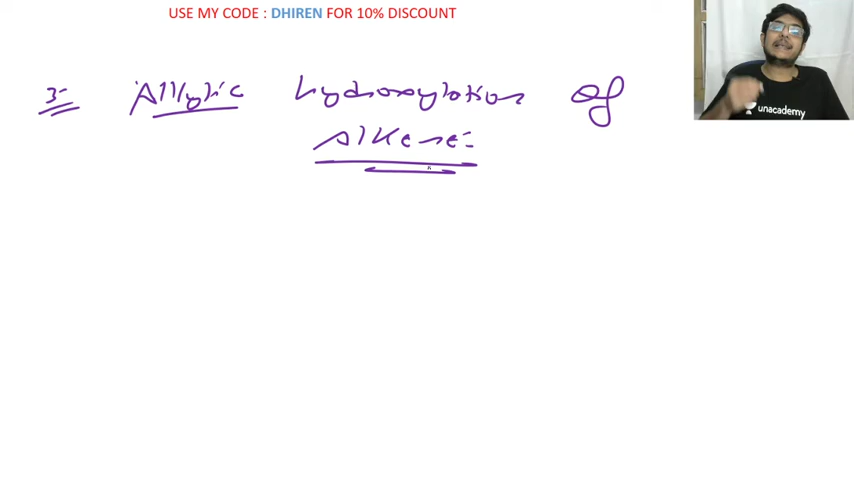 USE MY CODE : DHIREN FOR 10% DISCOUNT
3- Allylic hydroxylation of
Alkene
unacademy